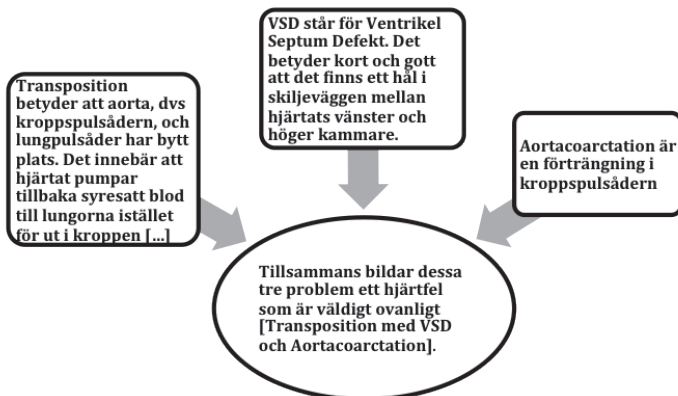 Transposition
betyder att aorta, dvs
kroppspulsådern, och
lungpulsåder har bytt
plats. Det innebär att
hjärtat pumpar
tillbaka syresatt blod
till lungorna istället
för ut i kroppen [...]
VSD står för Ventrikel
Septum Defekt. Det
betyder kort och gott
att det finns ett hål i
skiljeväggen mellan
hjärtats vänster och
höger kammare.
Aortacoarctation är
en förträngning i
kroppspulsådern
Tillsammans bildar dessa
tre problem ett hjärtfel
som är väldigt ovanligt
[Transposition med VSD
och Aortacoarctation].